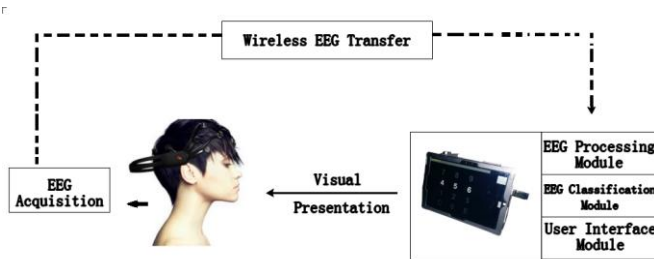 Wireless EEG Transfer
EEG Processing
Module
EEG
Acquisition
Visual
Presentation
4 5 6
EEG Classification
Module
User Interface
Module